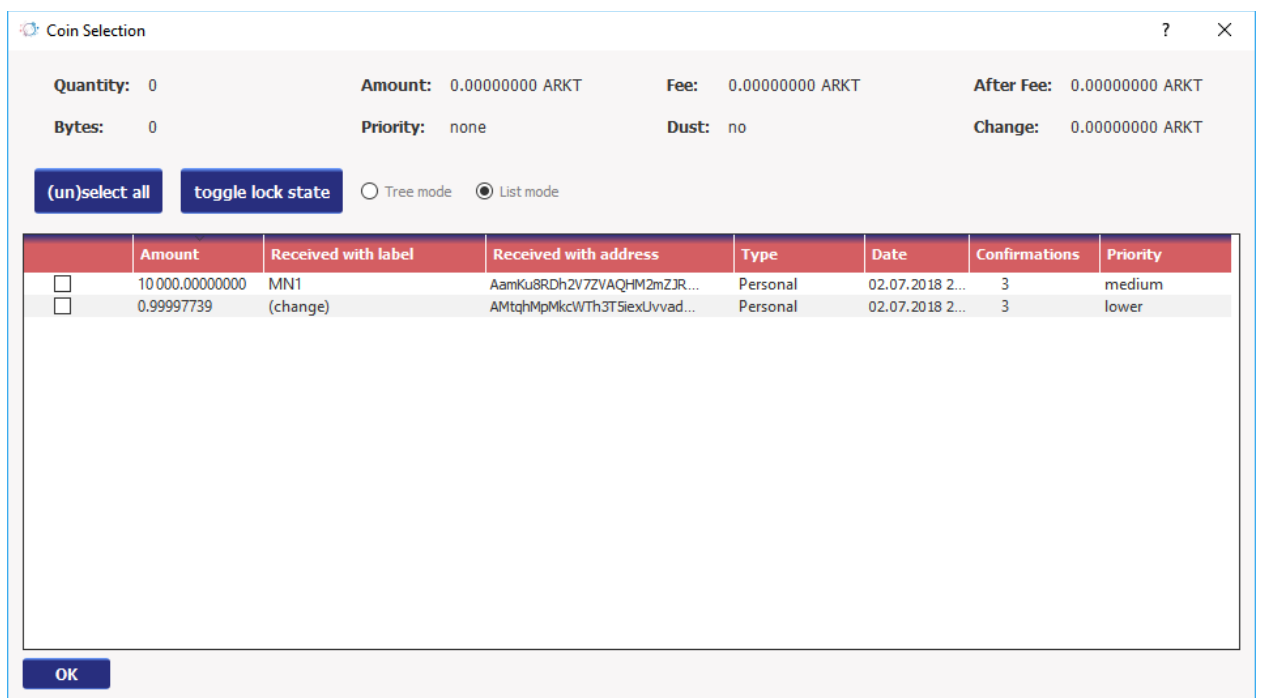 Coin Selection ?
Quantity: 0 Amount: 0.00000000 ARKT Fee: 0.00000000 ARKT After Fee: 0.00000000 ARKT
Bytes: 0 Priority: none Dust: no Change: 0.00000000 ARKT
(un)select all toggle lock state Tree mode List mode
Amount Received with label Received with address Type Date Confirmations Priority
10 000.00000000 MN1 AamKu8RDh2V7ZVAQHM2mZJR... Personal 02.07.2018 2... 3 medium
0.99997739 (change) AMtqhMpMkcWTh3T5iexUvvad... Personal 02.07.2018 2... 3 lower
OK